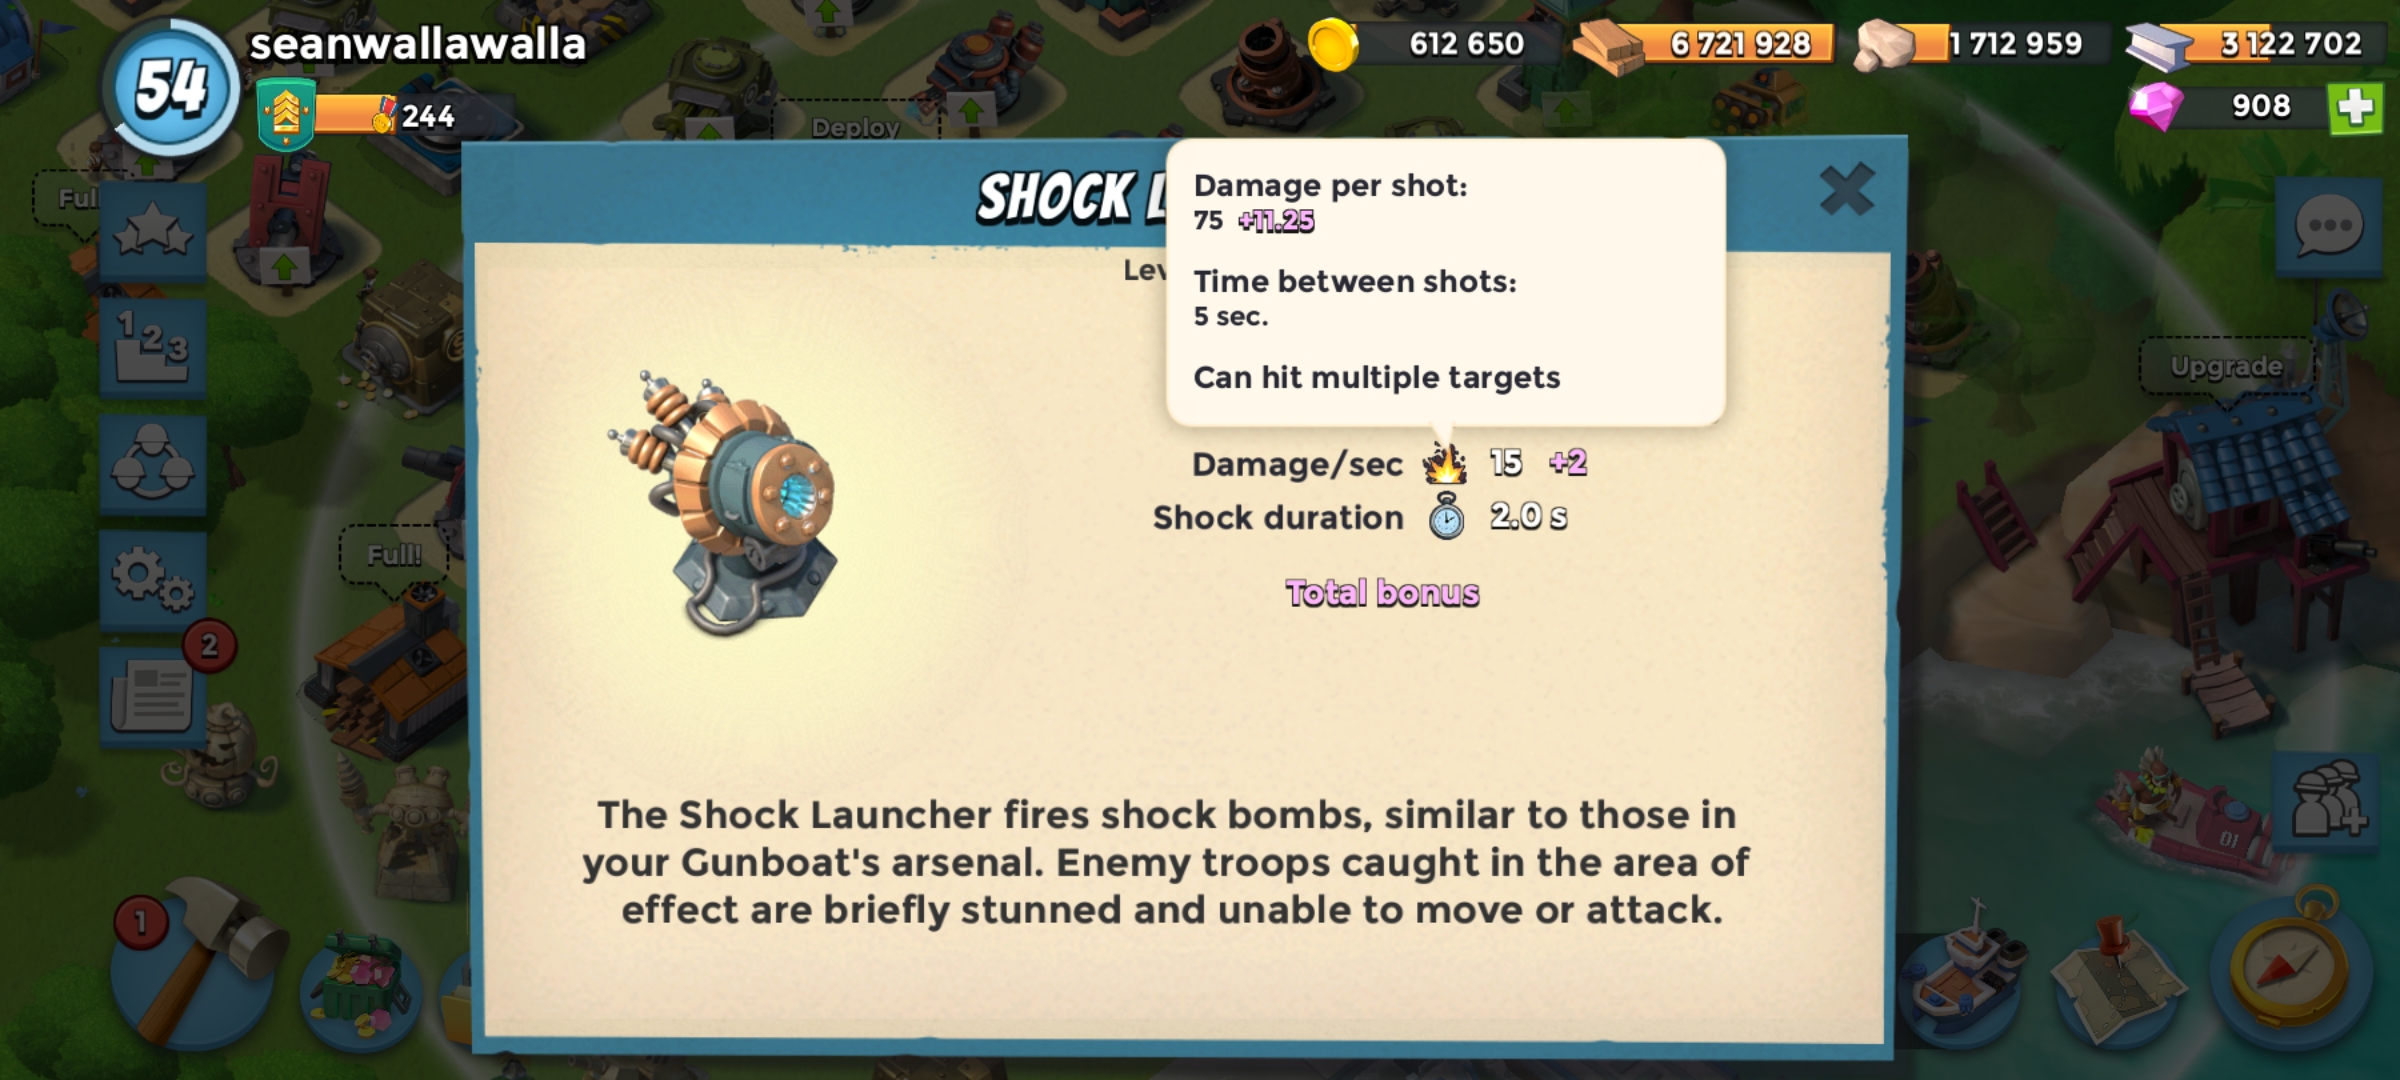 54
seanwallawalla
244
612 650
6 721 928
1 712 959
3 122 702
908
Deploy
SHOCK
Damage per shot:
75 +11.25
Time between shots:
5 sec.
Can hit multiple targets
Damage/sec 15 +2
Shock duration 2.0 s
Total bonus
The Shock Launcher fires shock bombs, similar to those in
your Gunboat's arsenal. Enemy troops caught in the area of
effect are briefly stunned and unable to move or attack.
1 2 3
Full!
2
1
Upgrade
01